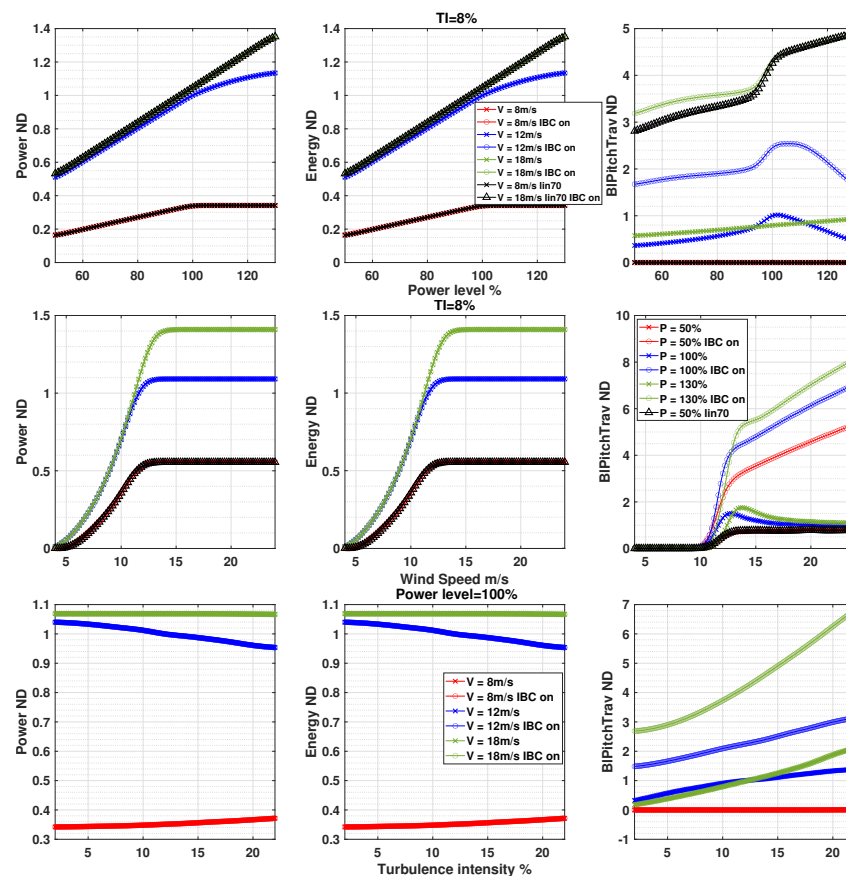 TI=8%
1.4
1.2
1
0.8
0.6
0.4
0.2
0
60
80
100
120
Power ND
1.4
1.2
1
0.8
0.6
0.4
0.2
0
60
80
100
120
Energy ND
Power level %
V = 8m/s
V = 8m/s IBC on
V = 12m/s
V = 12m/s IBC on
V = 18m/s
V = 18m/s IBC on
V = 8m/s lin70
V = 18m/s lin70 IBC on
5
4
3
2
1
0
60
80
100
120
BlPitchTrav ND
TI=8%
1.5
1
0.5
0
5
10
15
20
Power ND
1.5
1
0.5
0
5
10
15
20
Energy ND
Wind Speed m/s
10
8
6
4
2
0
5
10
15
20
BlPitchTrav ND
P = 50%
P = 50% IBC on
P = 100%
P = 100% IBC on
P = 130%
P = 130% IBC on
P = 50% lin70
Power level=100%
1.1
1
0.9
0.8
0.7
0.6
0.5
0.4
0.3
5
10
15
20
Power ND
1.1
1
0.9
0.8
0.7
0.6
0.5
0.4
0.3
5
10
15
20
Energy ND
Turbulence intensity %
V = 8m/s
V = 8m/s IBC on
V = 12m/s
V = 12m/s IBC on
V = 18m/s
V = 18m/s IBC on
7
6
5
4
3
2
1
0
-1
5
10
15
20
BlPitchTrav ND